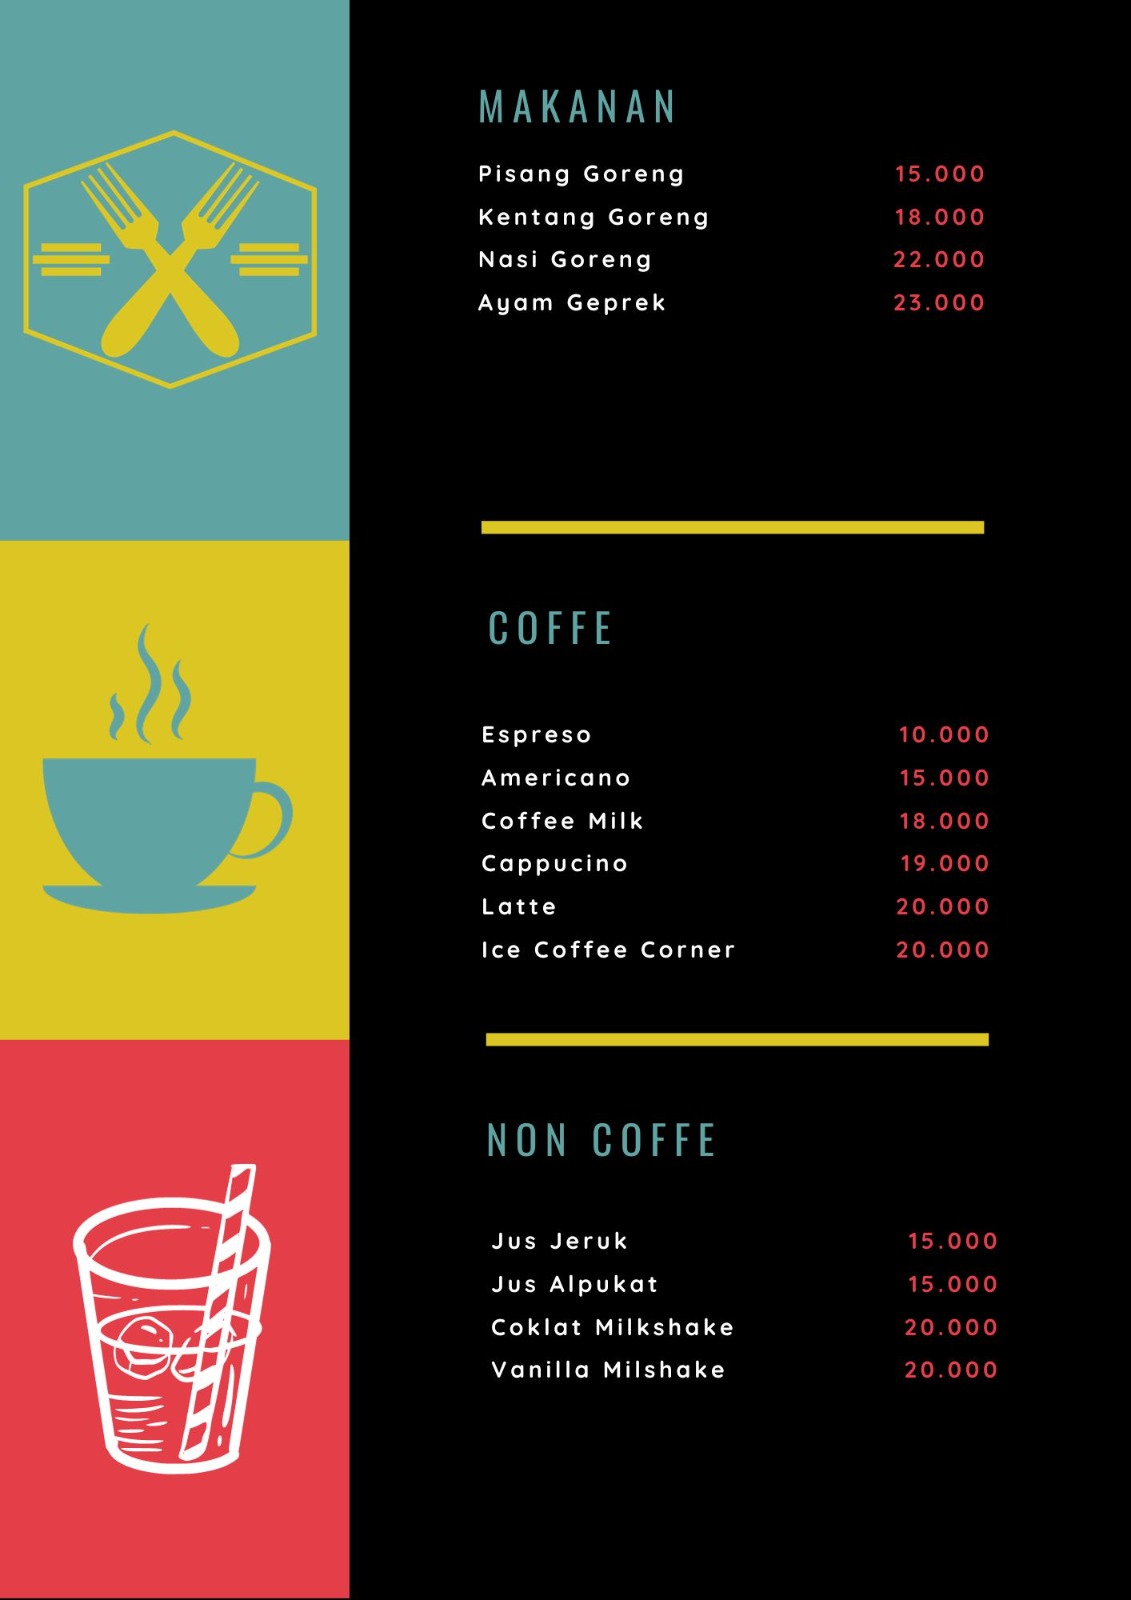 MAKANAN
Pisang Goreng 15.000
Kentang Goreng 18.000
Nasi Goreng 22.000
Ayam Geprek 23.000
COFFE
Espreso 10.000
Americano 15.000
Coffee Milk 18.000
Cappucino 19.000
Latte 20.000
Ice Coffee Corner 20.000
NON COFFE
Jus Jeruk 15.000
Jus Alpukat 15.000
Coklat Milkshake 20.000
Vanilla Milshake 20.000